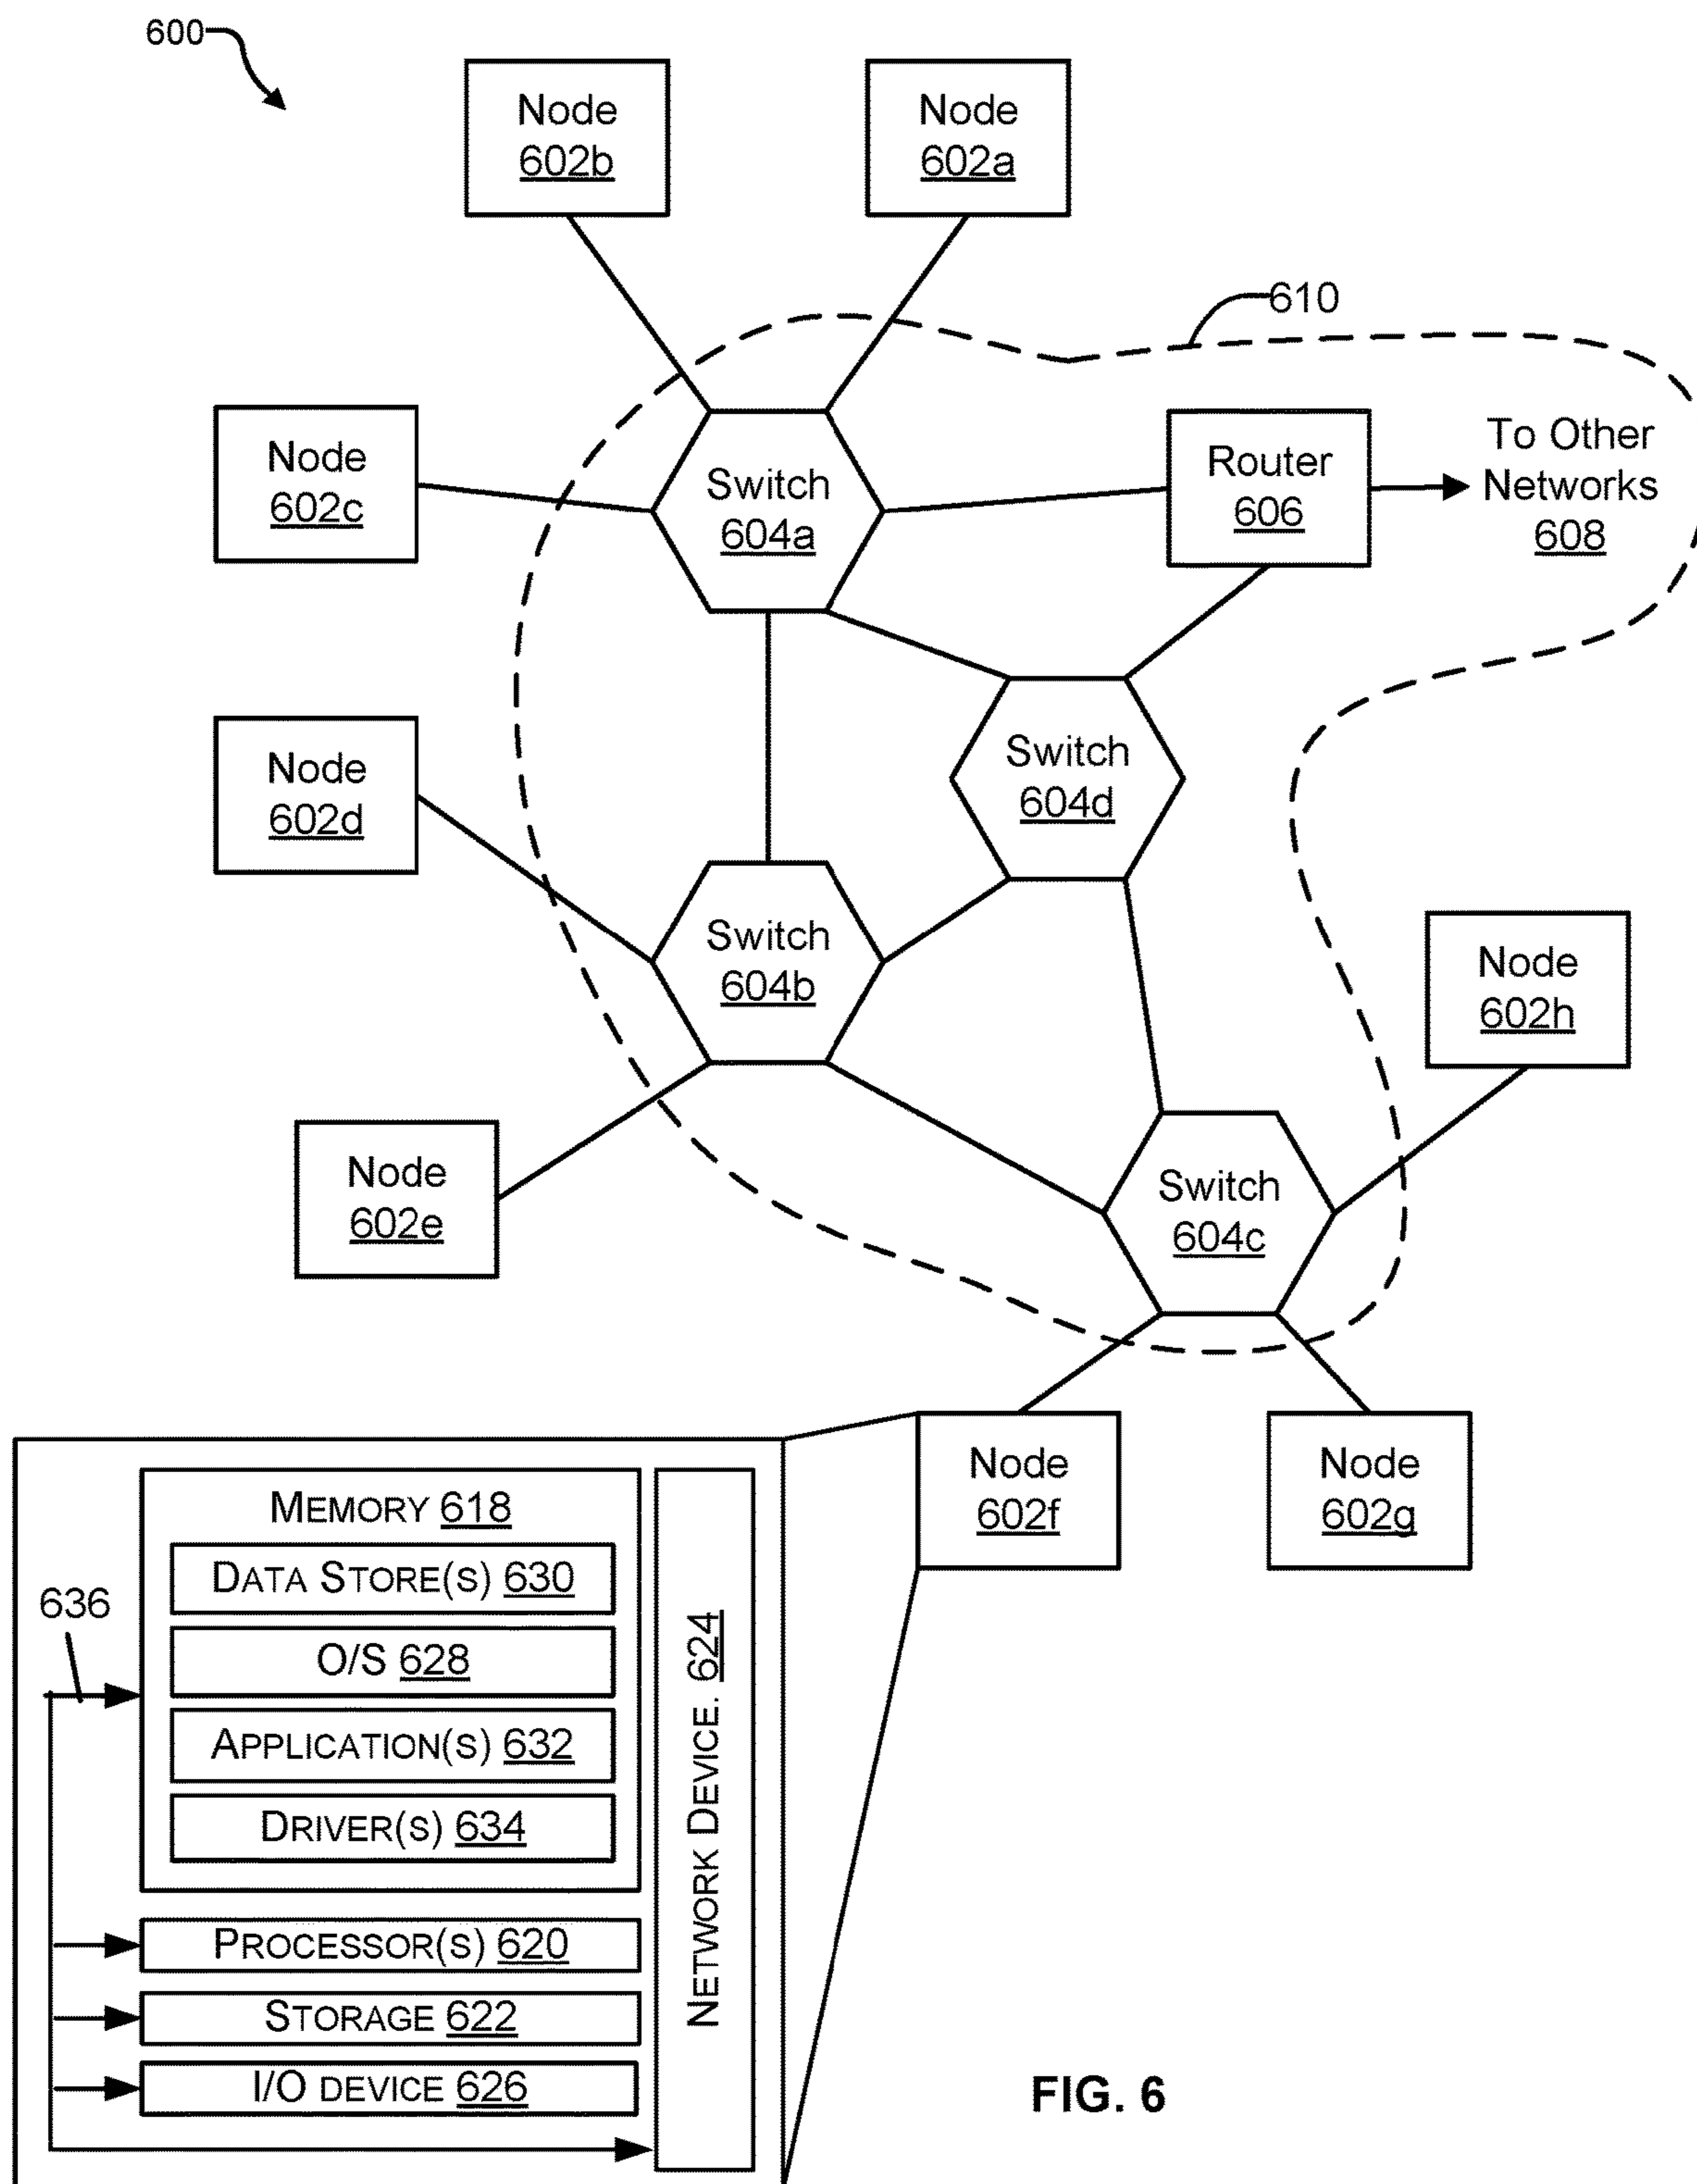 600
Node
602b
Node
602a
610
Node
602c
Switch
604a
Router
606
To Other
Networks
608
Node
602d
Switch
604d
Switch
604b
Node
602h
Node
602e
Switch
604c
Node
602f
Node
602g
MEMORY 618
DATA STORE(S) 630
636
O/S 628
APPLICATION(S) 632
DRIVER(S) 634
NETWORK DEVICE. 624
PROCESSOR(S) 620
STORAGE 622
I/O DEVICE 626
FIG. 6